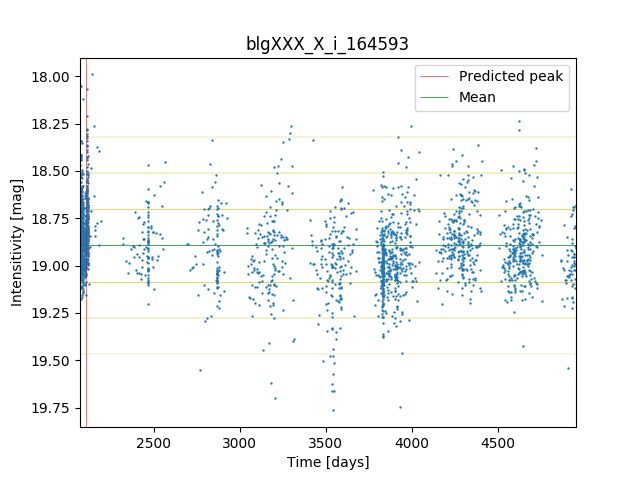 blgXXX_X_i_164593
Predicted peak
Mean
18.00
18.25
18.50
18.75
19.00
19.25
19.50
19.75
Intensitivity [mag]
2500
3000
3500
4000
4500
Time [days]